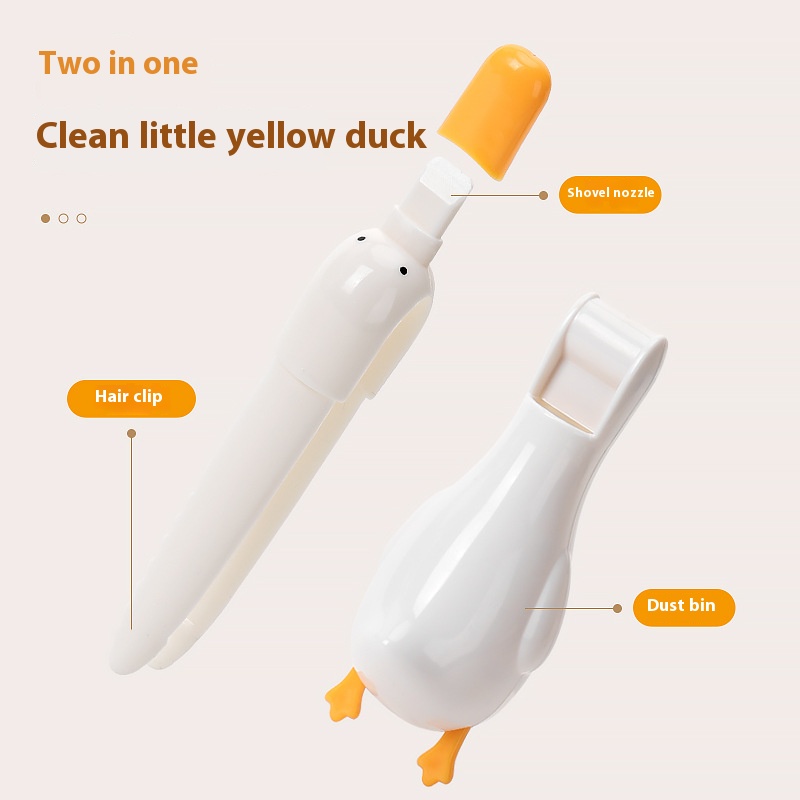 Two in one
Clean little yellow duck
Shovel nozzle
Hair clip
Dust bin